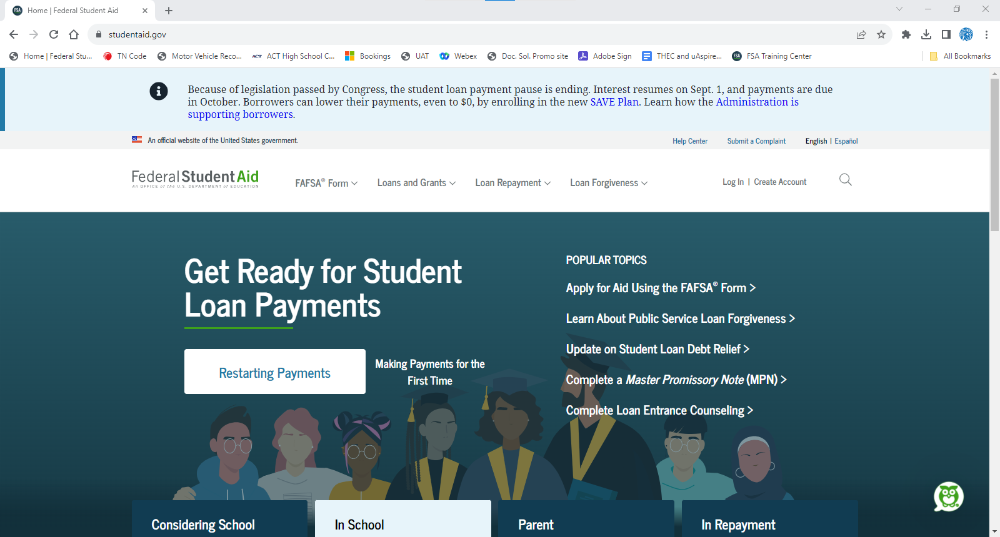 FSA Home | Federal Student Aid
studentaid.gov
Home | Federal Stu... TN Code Motor Vehicle Reco... ACT ACT High School C... Bookings UAT Webex Doc. Sol. Promo site Adobe Sign THEC and uAspire... FSA FSA Training Center All Bookmarks
Because of legislation passed by Congress, the student loan payment pause is ending. Interest resumes on Sept. 1, and payments are due
in October. Borrowers can lower their payments, even to $0, by enrolling in the new SAVE Plan. Learn how the Administration is
supporting borrowers.
An official website of the United States government.
Help Center Submit a Complaint English | Español
Federal Student Aid
An OFFICE of the U.S. DEPARTMENT of EDUCATION
FAFSA® Form Loans and Grants Loan Repayment Loan Forgiveness
Log In | Create Account
Get Ready for Student
Loan Payments
Restarting Payments
Making Payments for the
First Time
POPULAR TOPICS
Apply for Aid Using the FAFSA® Form >
Learn About Public Service Loan Forgiveness >
Update on Student Loan Debt Relief >
Complete a Master Promissory Note (MPN) >
Complete Loan Entrance Counseling >
Considering School
In School
Parent
In Repayment